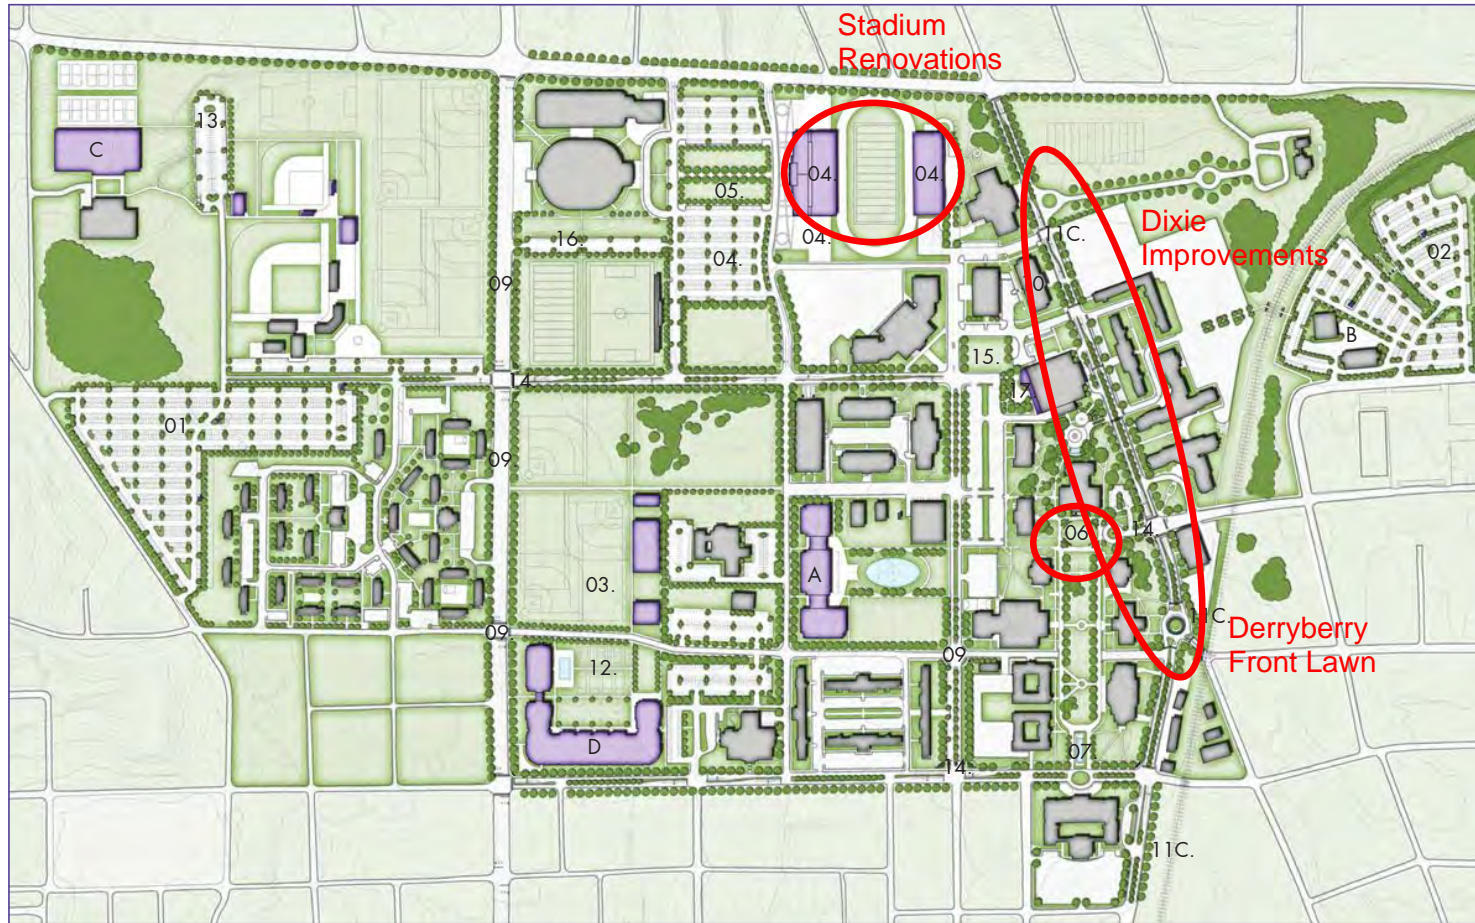 Stadium
Renovations
C
13.
04.
04.
05.
16.
04.
04.
11C.
Dixie
Improvements
02.
09.
10.
B
15.
14.
17.
01.
09.
06.
14.
A
03.
09.
11C.
Derryberry
Front Lawn
12.
09.
D
07.
14.
11C.